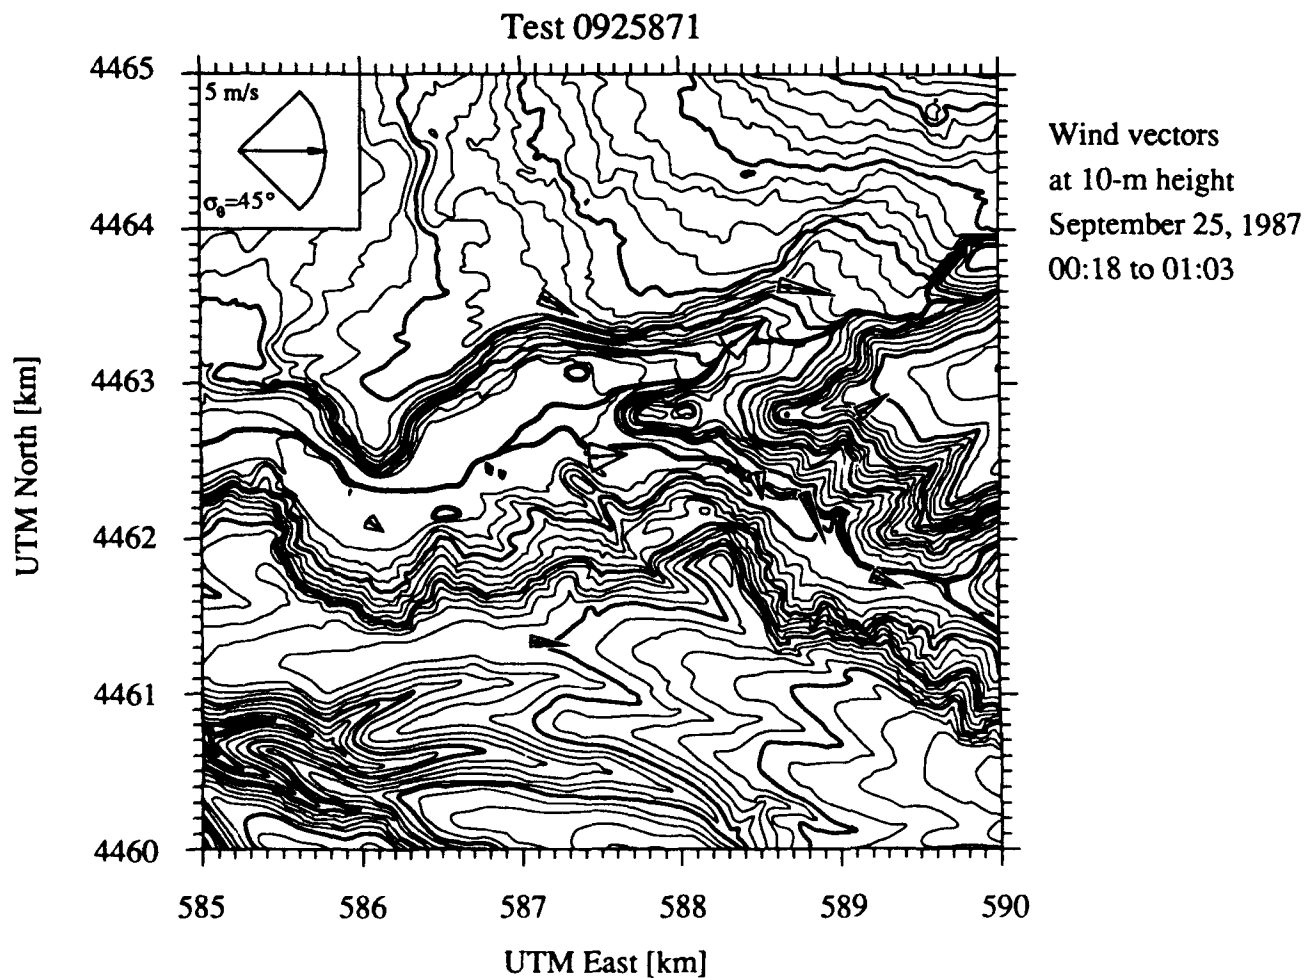 Test 0925871
4465
4464
4463
4462
4461
4460
UTM North [km]
5 m/s
σθ=45°
Wind vectors
at 10-m height
September 25, 1987
00:18 to 01:03
585 586 587 588 589 590
UTM East [km]